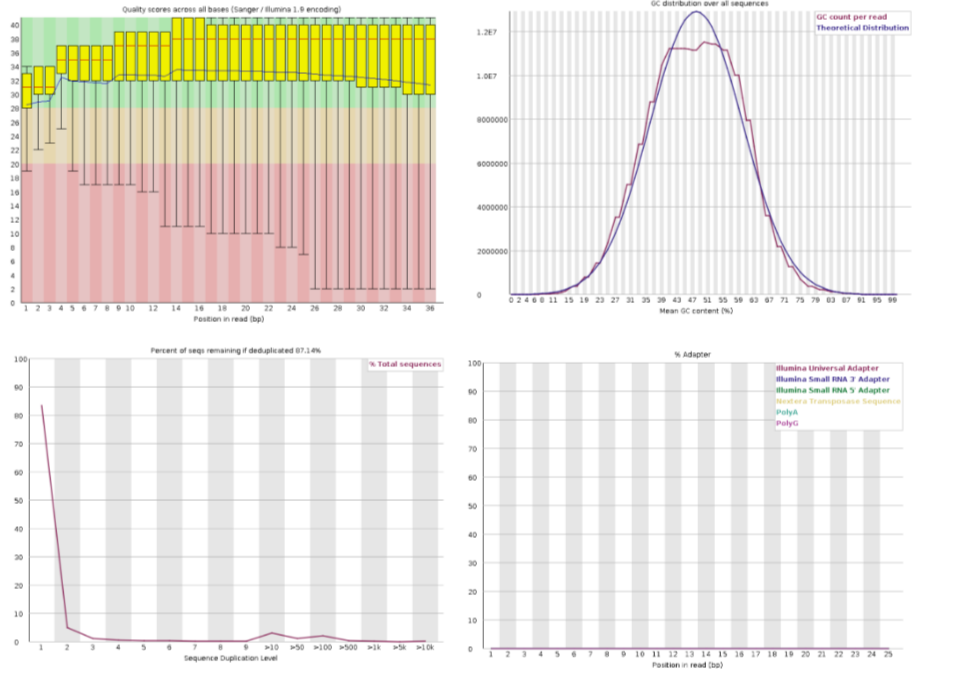 Quality scores across all bases (Sanger / Illumina 1.9 encoding)
40
38
36
34
32
30
28
26
24
22
20
18
16
14
12
10
8
6
4
2
0
1 2 3 4 5 6 7 8 9 10 12 14 16 18 20 22 24 26 28 30 32 34 36
Position in read (bp)
GC distribution over all sequences
GC count per read
Theoretical Distribution
1.2E7
1.0E7
8000000
6000000
4000000
2000000
0
0 2 4 6 8 11 15 19 23 27 31 35 39 43 47 51 55 59 63 67 71 75 79 83 87 91 95 99
Mean GC content (%)
Percent of seqs remaining if deduplicated 87.14%
% Total sequences
100
90
80
70
60
50
40
30
20
10
0
1 2 3 4 5 6 7 8 9 >10 >50 >100 >500 >1k >5k >10k
Sequence Duplication Level
% Adapter
Illumina Universal Adapter
Illumina Small RNA 3' Adapter
Illumina Small RNA 5' Adapter
Nextera Transposase Sequence
PolyA
PolyG
100
90
80
70
60
50
40
30
20
10
0
1 2 3 4 5 6 7 8 9 10 11 12 13 14 15 16 17 18 19 20 21 22 23 24 25
Position in read (bp)